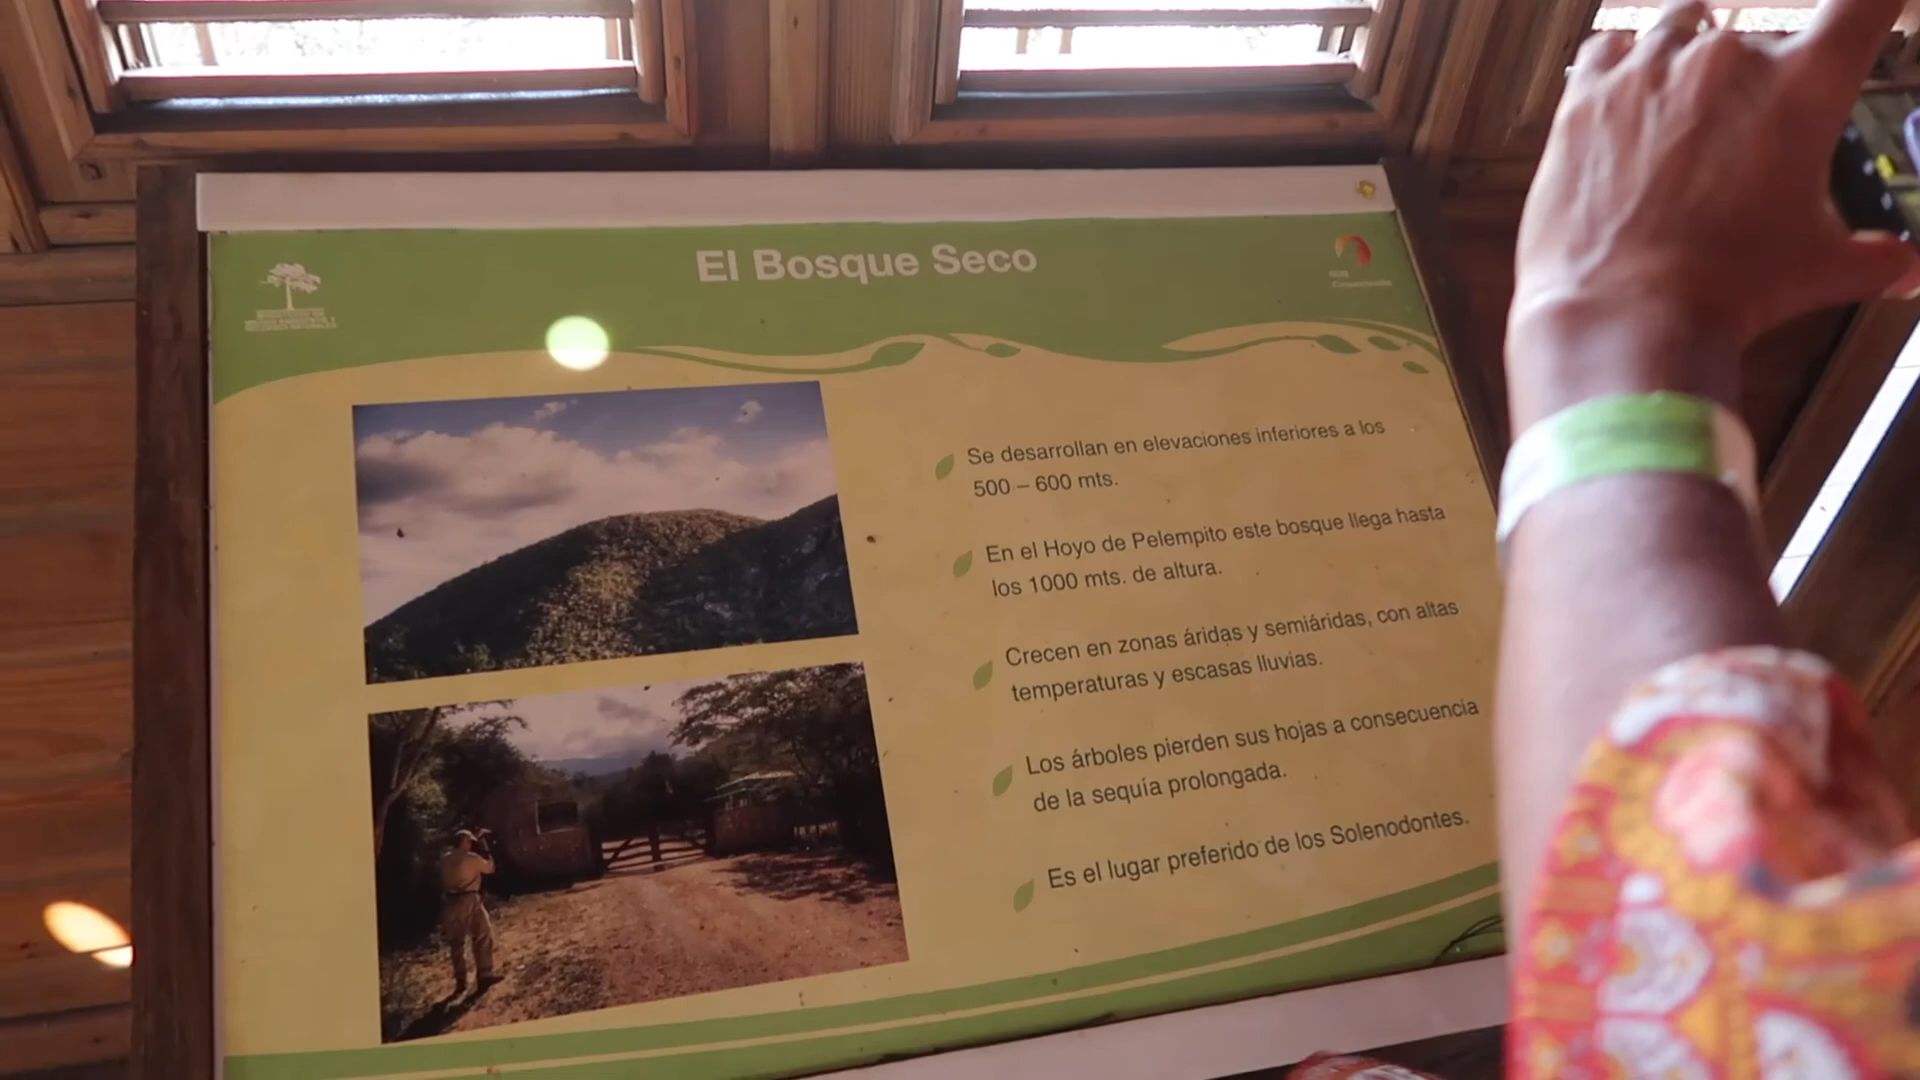 El Bosque Seco
Se desarrollan en elevaciones inferiores a los
500 – 600 mts.
En el Hoyo de Pelempito este bosque llega hasta
los 1000 mts. de altura.
Crecen en zonas áridas y semiáridas, con altas
temperaturas y escasas lluvias.
Los árboles pierden sus hojas a consecuencia
de la sequía prolongada.
Es el lugar preferido de los Solenodontes.